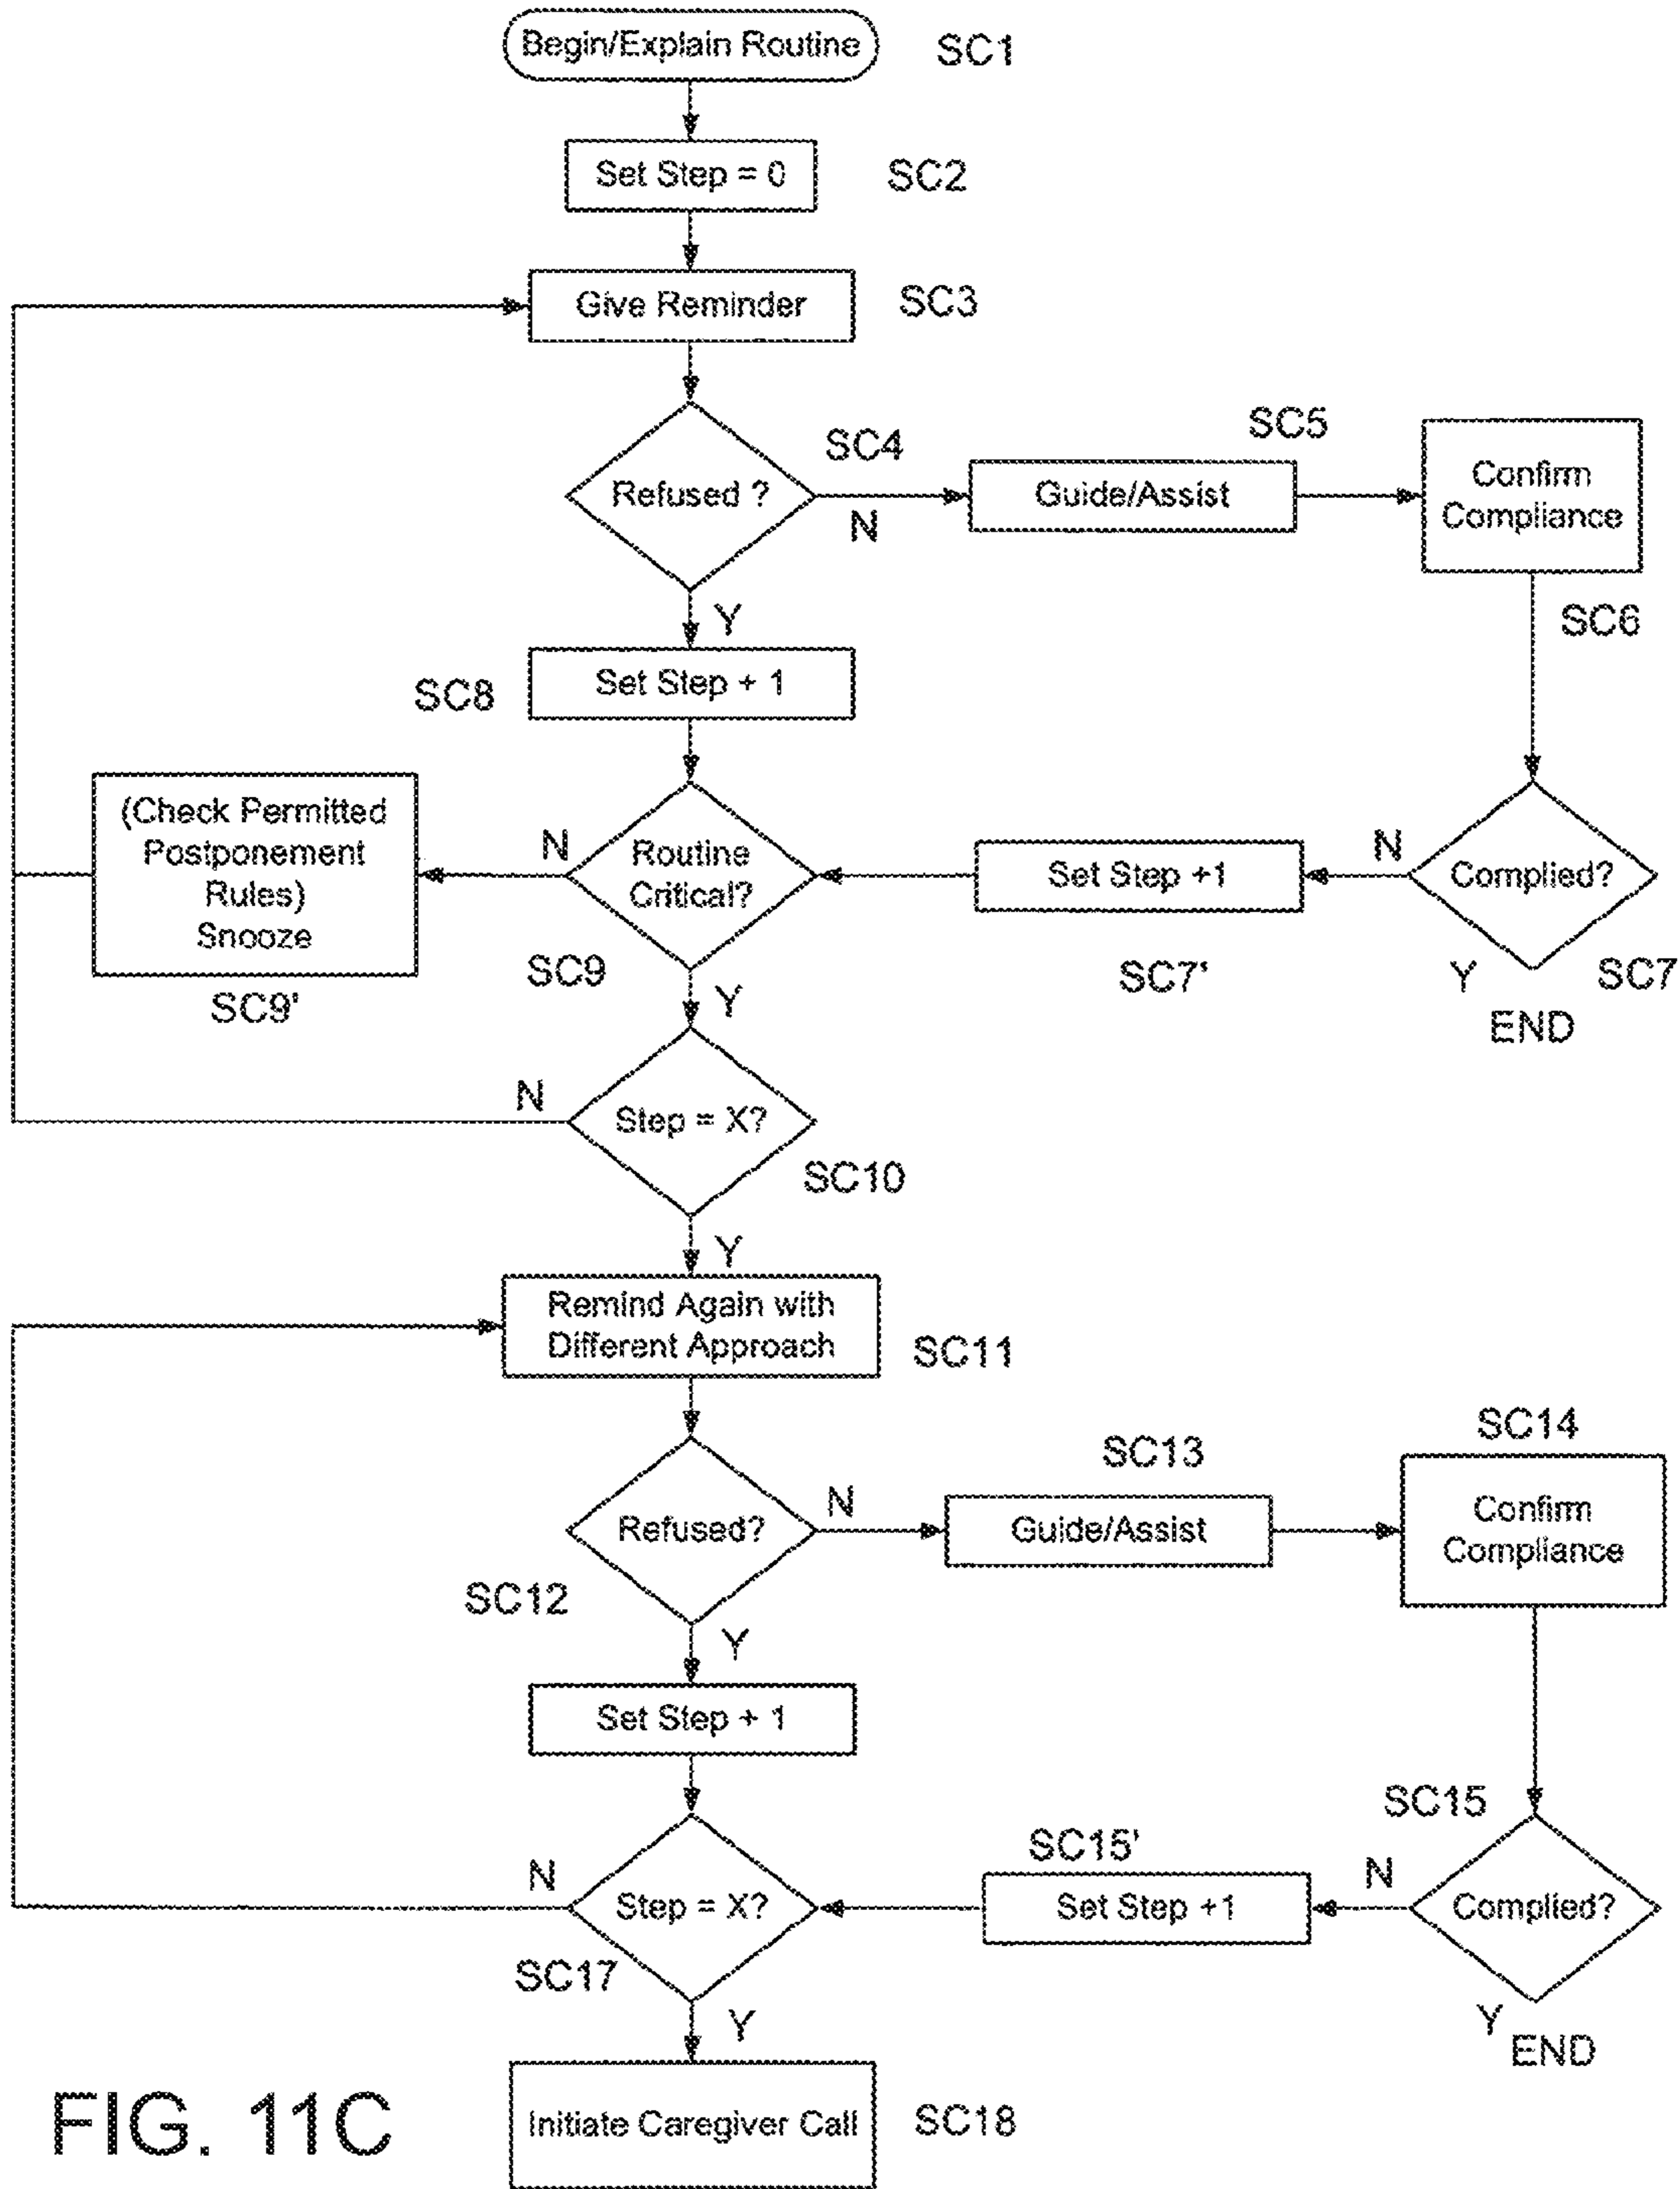 Begin/Explain Routine
SC1
Set Step = 0
SC2
Give Reminder
SC3
Refused ?
SC4
N
SC5
Guide/Assist
Confirm
Compliance
SC6
Y
SC8
Set Step + 1
(Check Permitted
Postponement
Rules)
Snooze
SC9'
N
Routine
Critical?
SC9
Set Step +1
SC7'
N
Complied?
SC7
Y
END
Y
N
Step = X?
SC10
Y
Remind Again with
Different Approach
SC11
Refused?
SC12
N
SC13
Guide/Assist
SC14
Confirm
Compliance
Y
Set Step + 1
N
Step = X?
SC17
SC15'
Set Step +1
SC15
N
Complied?
Y
END
Y
Initiate Caregiver Call
SC18
FIG. 11C